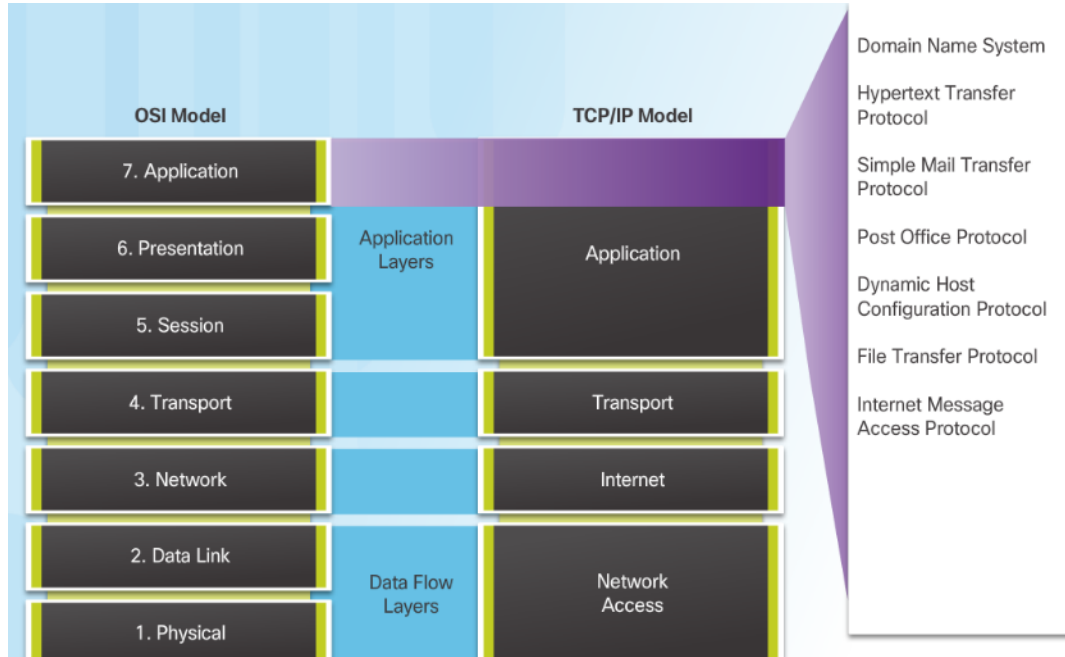 OSI Model
TCP/IP Model
7. Application
6. Presentation
5. Session
4. Transport
3. Network
2. Data Link
1. Physical
Application
Layers
Data Flow
Layers
Application
Transport
Internet
Network
Access
Domain Name System
Hypertext Transfer
Protocol
Simple Mail Transfer
Protocol
Post Office Protocol
Dynamic Host
Configuration Protocol
File Transfer Protocol
Internet Message
Access Protocol